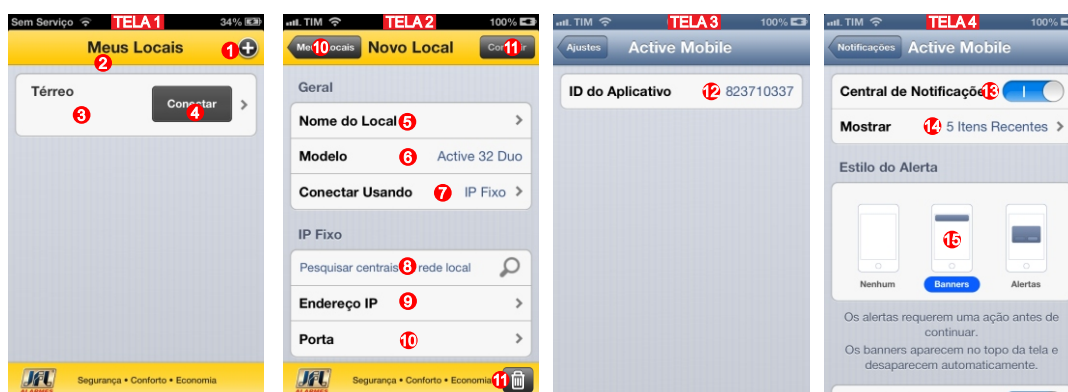 Sem Serviço TELA 1 34%
Meus Locais 1
2
Térreo
3
Conectar
4
JFL
ALARMES
Segurança • Conforto • Economia
TIM TELA 2 100%
10 Novo Local 11
Geral
Nome do Local 5
Modelo 6 Active 32 Duo
Conectar Usando 7 IP Fixo
IP Fixo
Pesquisar centrais 8 rede local
Endereço IP 9
Porta 10
JFL
ALARMES
Segurança • Conforto • Economia 11
TIM TELA 3 100%
Ajustes Active Mobile
ID do Aplicativo 12 823710337
TIM TELA 4 100%
Notificações Active Mobile
Central de Notificações 13
Mostrar 14 5 Itens Recentes
Estilo do Alerta
15
Nenhum Banners Alertas
Os alertas requerem uma ação antes de
continuar.
Os banners aparecem no topo da tela e
desaparecem automaticamente.